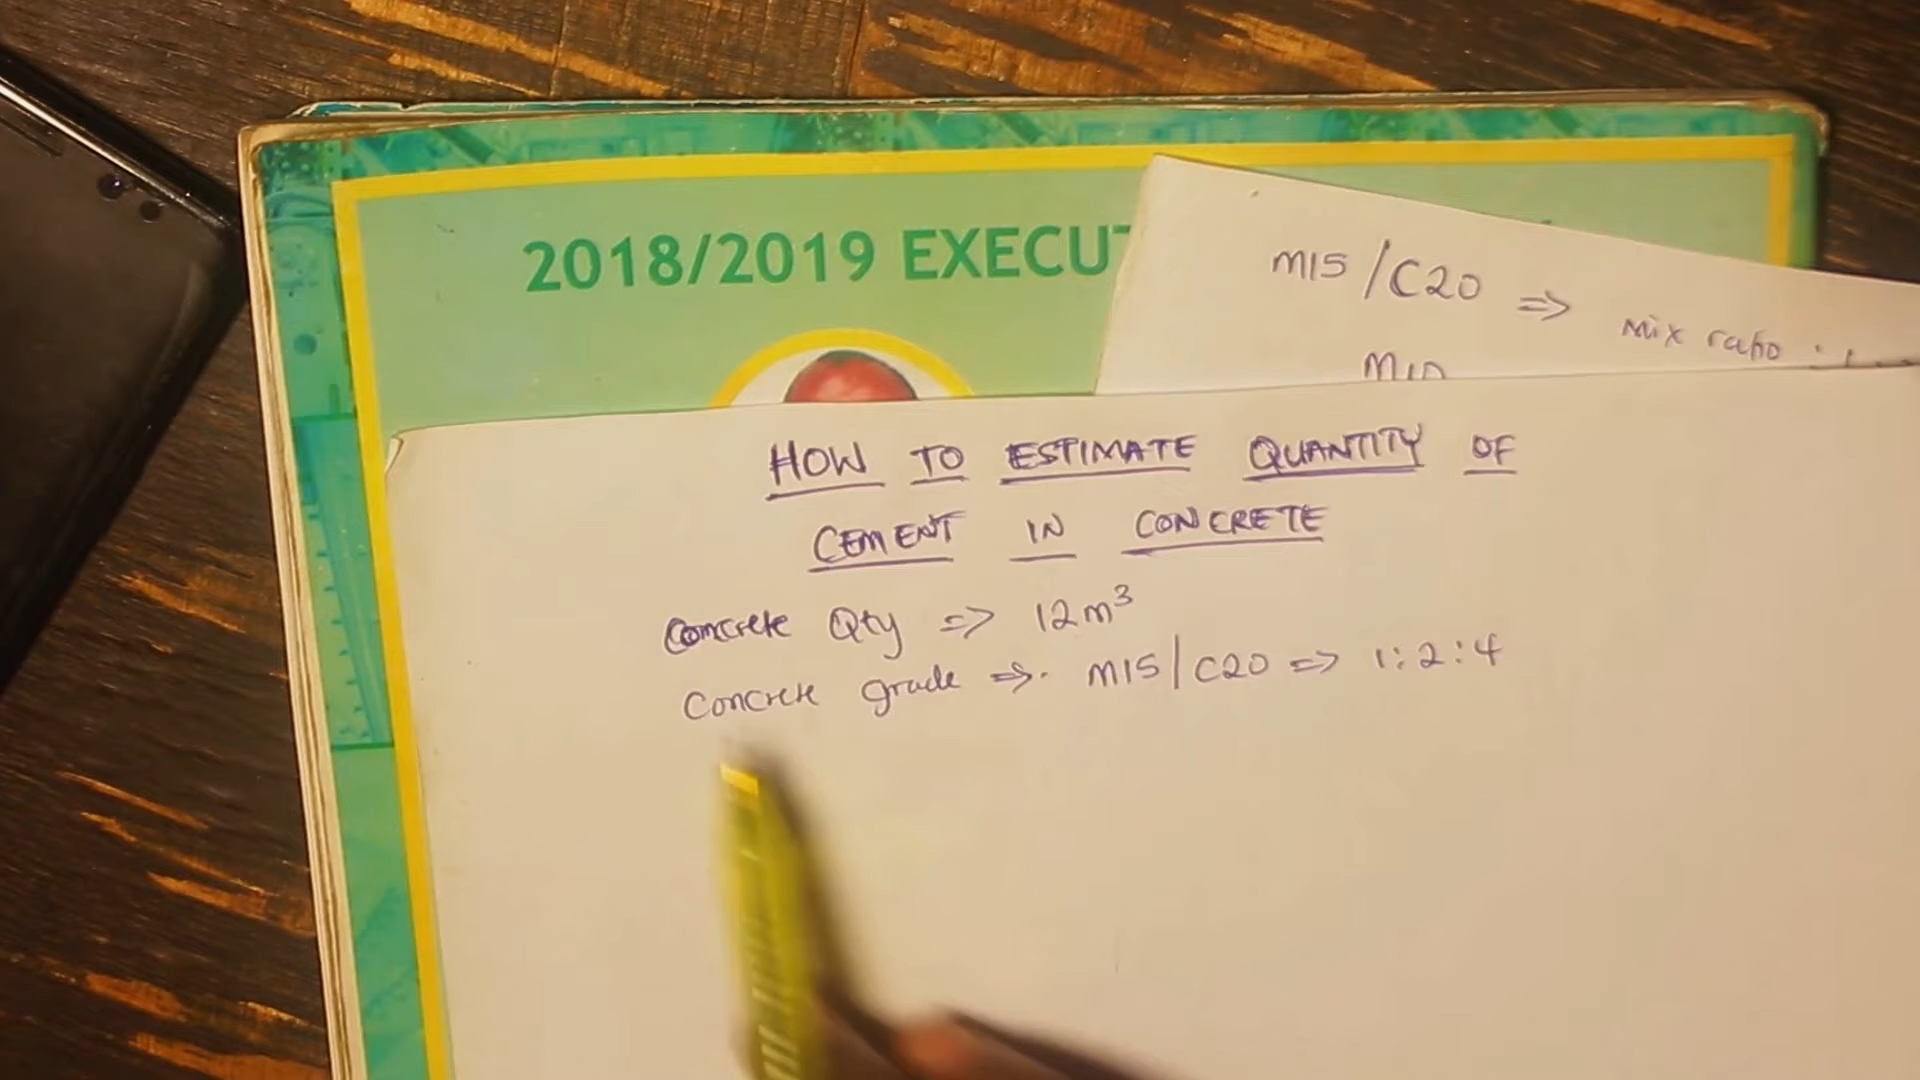 2018/2019 EXECUT
M15/C20 => Mix ratio :
M10
HOW TO ESTIMATE QUANTITY OF
CEMENT IN CONCRETE
Concrete Qty => 12m³
Concrete grade => M15/C20 => 1:2:4